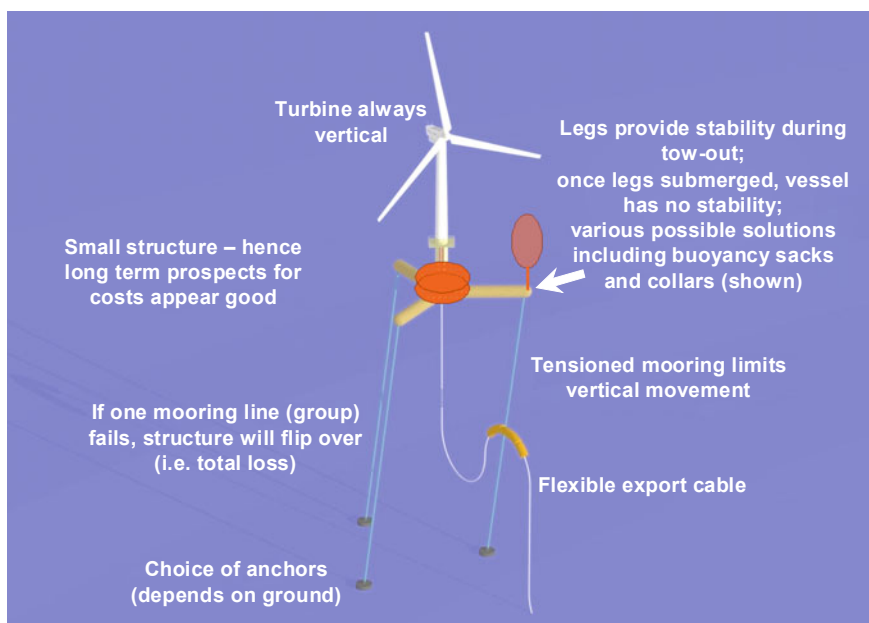 Turbine always
vertical
Legs provide stability during
tow-out;
once legs submerged, vessel
has no stability;
various possible solutions
including buoyancy sacks
and collars (shown)
Small structure – hence
long term prospects for
costs appear good
Tensioned mooring limits
vertical movement
If one mooring line (group)
fails, structure will flip over
(i.e. total loss)
Flexible export cable
Choice of anchors
(depends on ground)